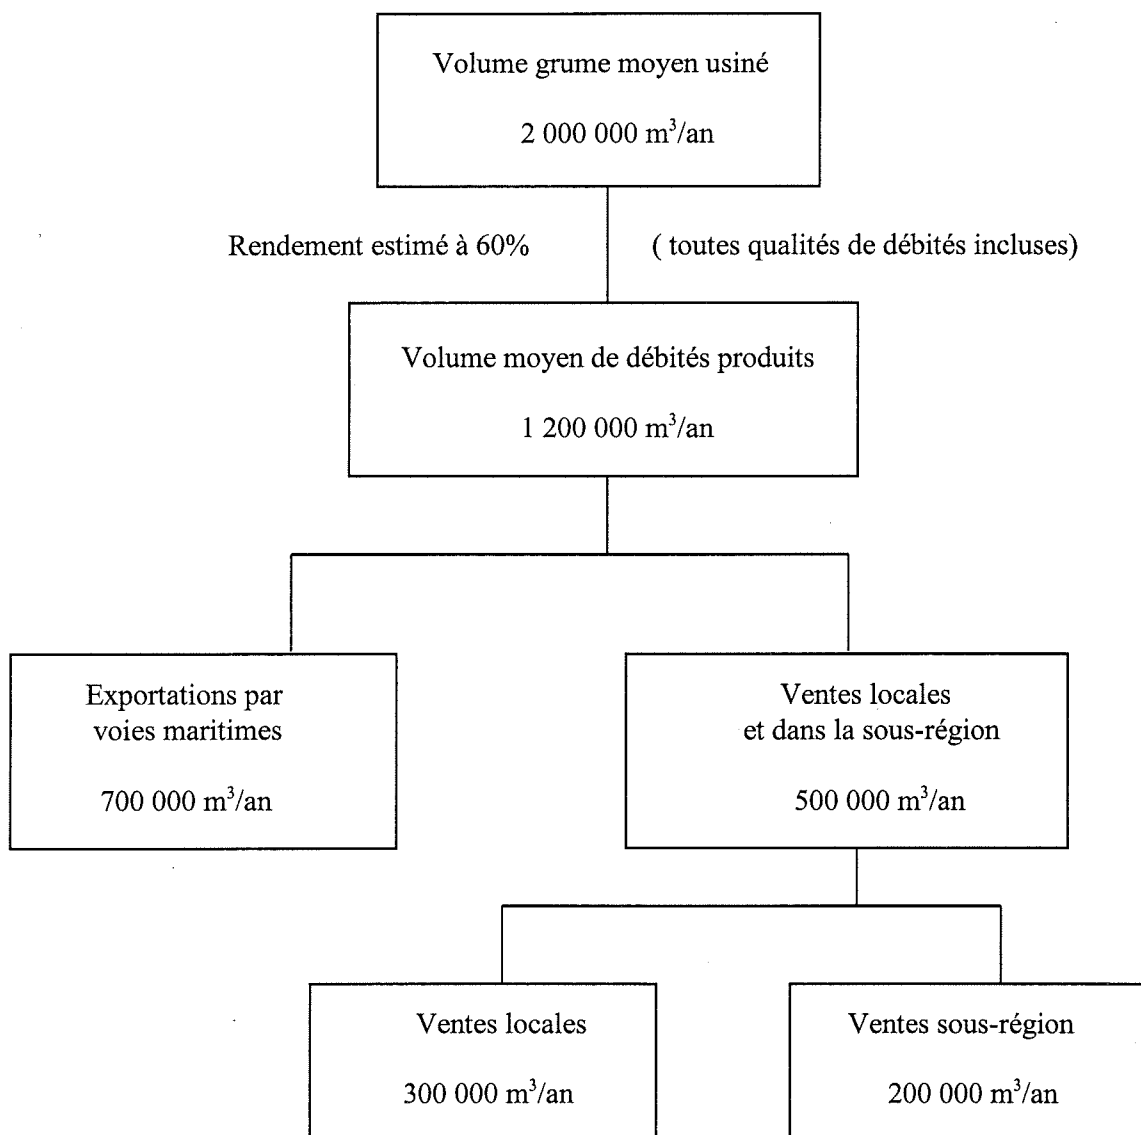 Volume grume moyen usiné
2 000 000 m³/an
Rendement estimé à 60% ( toutes qualités de débités incluses)
Volume moyen de débités produits
1 200 000 m³/an
Exportations par
voies maritimes
700 000 m³/an
Ventes locales
et dans la sous-région
500 000 m³/an
Ventes locales
300 000 m³/an
Ventes sous-région
200 000 m³/an